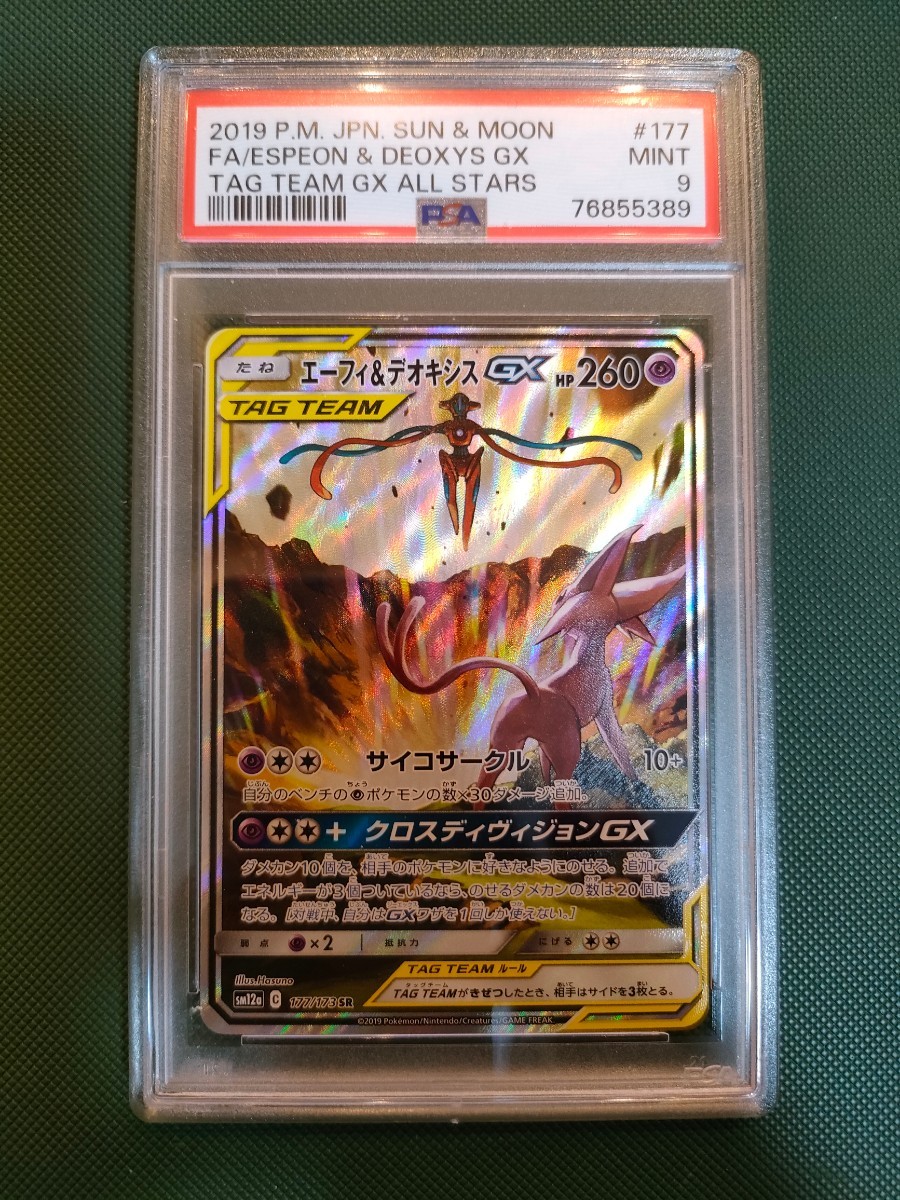 2019 P.M. JPN. SUN & MOON #177
FA/ESPEON & DEOXYS GX MINT
TAG TEAM GX ALL STARS 9
PSA 76855389
たね エーフィ&デオキシスGX HP260
TAG TEAM
サイコサークル 10+
自分のベンチのポケモンの数×30ダメージ追加。
+ クロスディヴィジョンGX
ダメカン10個を、相手のポケモンに好きなようにのせる。追加で
エネルギーが3個ついているなら、のせるダメカンの数は20個に
なる。[対戦中、自分はGXワザを1回しか使えない。]
弱点 ×2 抵抗力 にげる
TAG TEAM ルール
Illus.Hasuno
TAG TEAMがきぜつしたとき、相手はサイドを3枚とる。
sm12a C 177/173 SR
©2019 Pokémon/Nintendo/Creatures/GAME FREAK.